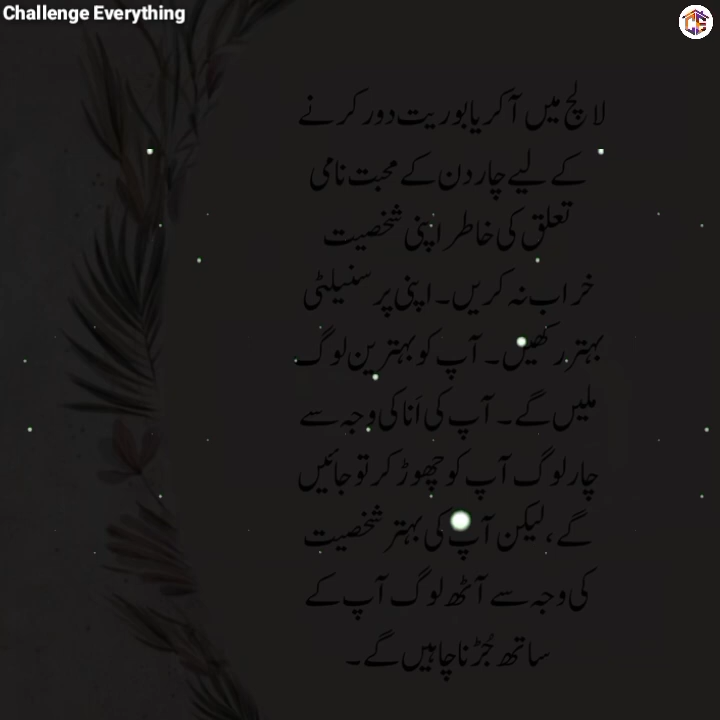 Challenge Everything
لالچ میں آ کر یا بوریت دور کرنے
کے لیے چار دن کے محبت نامی
تعلق کی خاطر اپنی شخصیت
خراب نہ کریں۔ اپنی پرسنیلٹی
بہتر رکھیں۔ آپ کو بہترین لوگ
ملیں گے۔ آپ کی اَنا کی وجہ سے
چار لوگ آپ کو چھوڑ کر تو جائیں
گے، لیکن آپ کی بہتر شخصیت
کی وجہ سے آٹھ لوگ آپ کے
ساتھ جُڑنا چاہیں گے۔